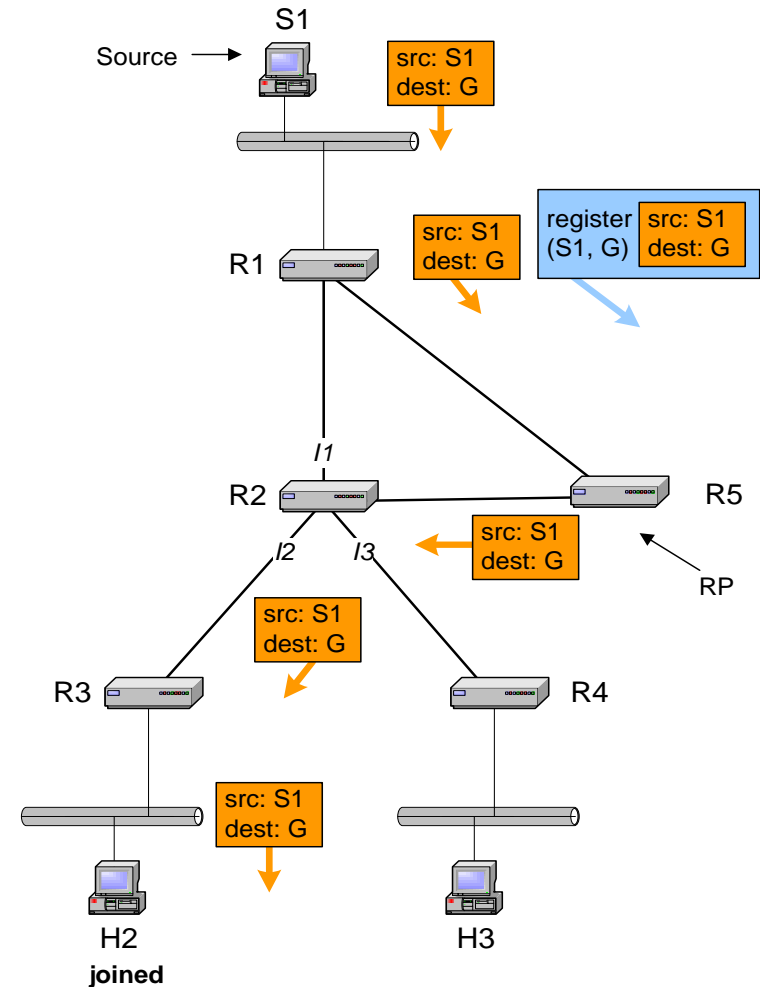 S1
Source
src: S1
dest: G
register
(S1, G)
src: S1
dest: G
src: S1
dest: G
R1
I1
R2
R5
I2
I3
src: S1
dest: G
RP
src: S1
dest: G
R3
R4
src: S1
dest: G
H2
joined
H3